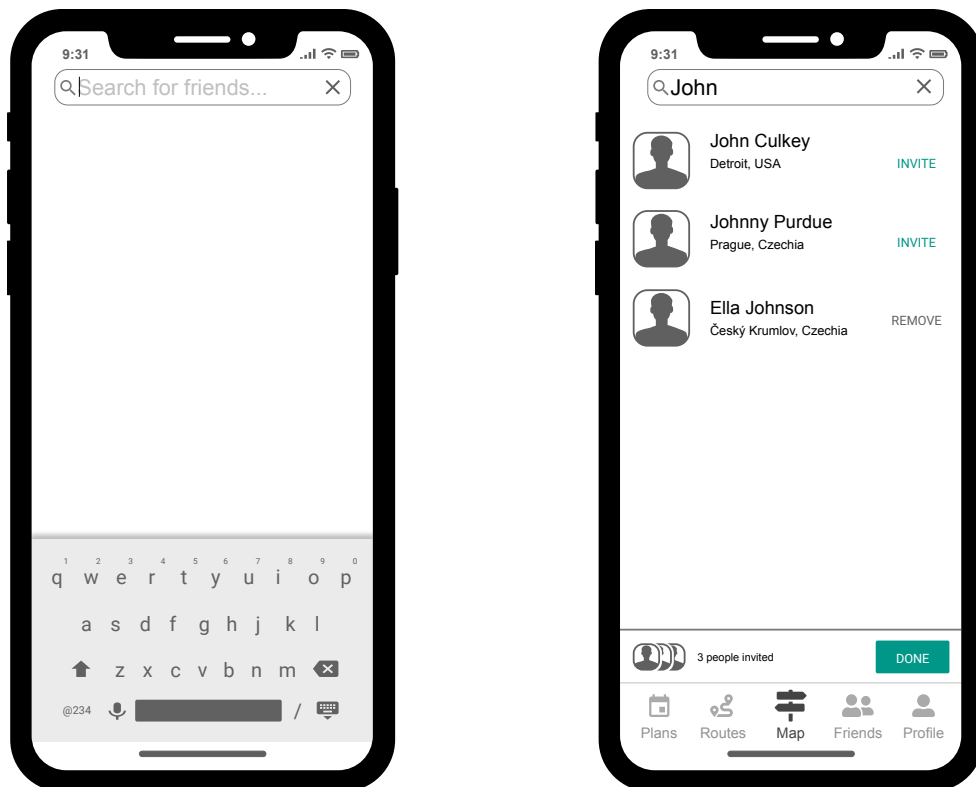 9:31
Search for friends...
1 2 3 4 5 6 7 8 9 0
q w e r t y u i o p
a s d f g h j k l
z x c v b n m
@234 /
9:31
John
John Culkey
Detroit, USA
INVITE
Johnny Purdue
Prague, Czechia
INVITE
Ella Johnson
Český Krumlov, Czechia
REMOVE
3 people invited
DONE
Plans Routes Map Friends Profile